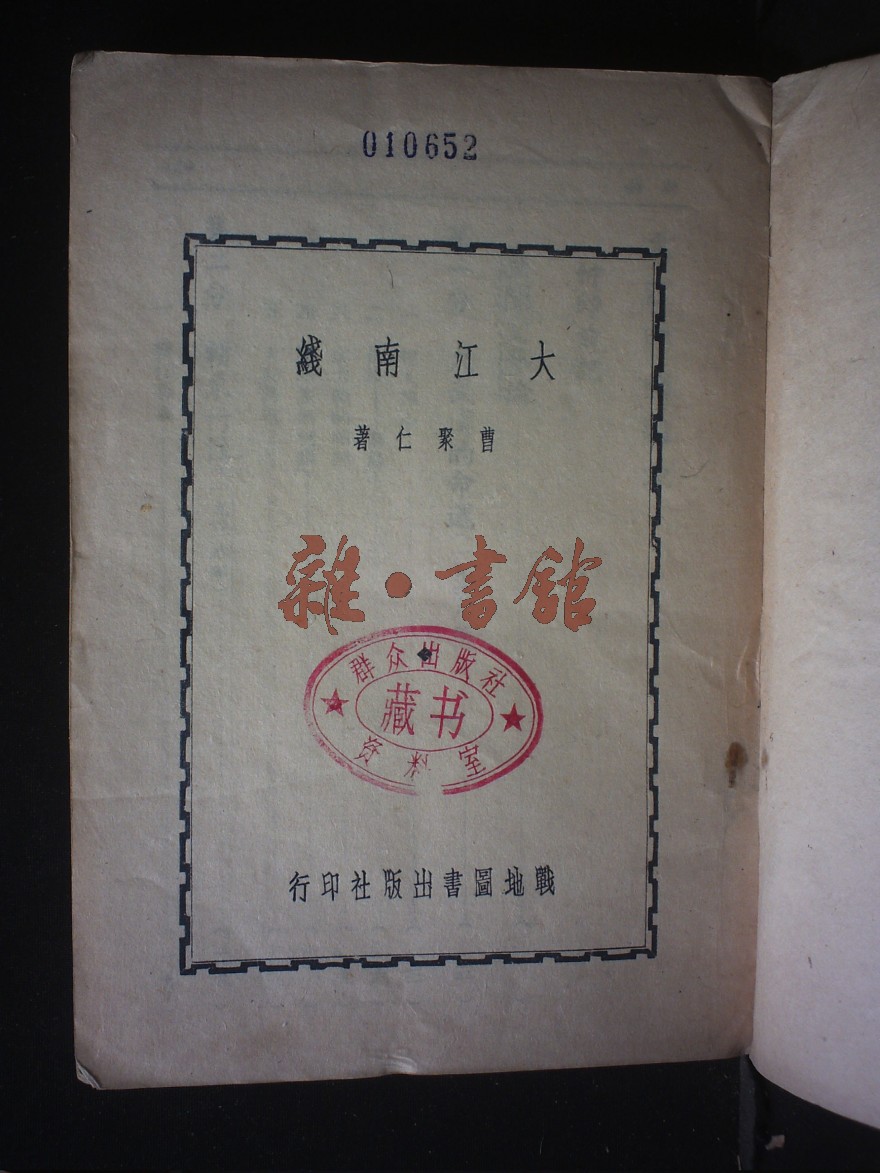 010652
大江南綫
曹聚仁著
雜·書館
群众出版社
藏书
资料室
戰地圖書出版社印行